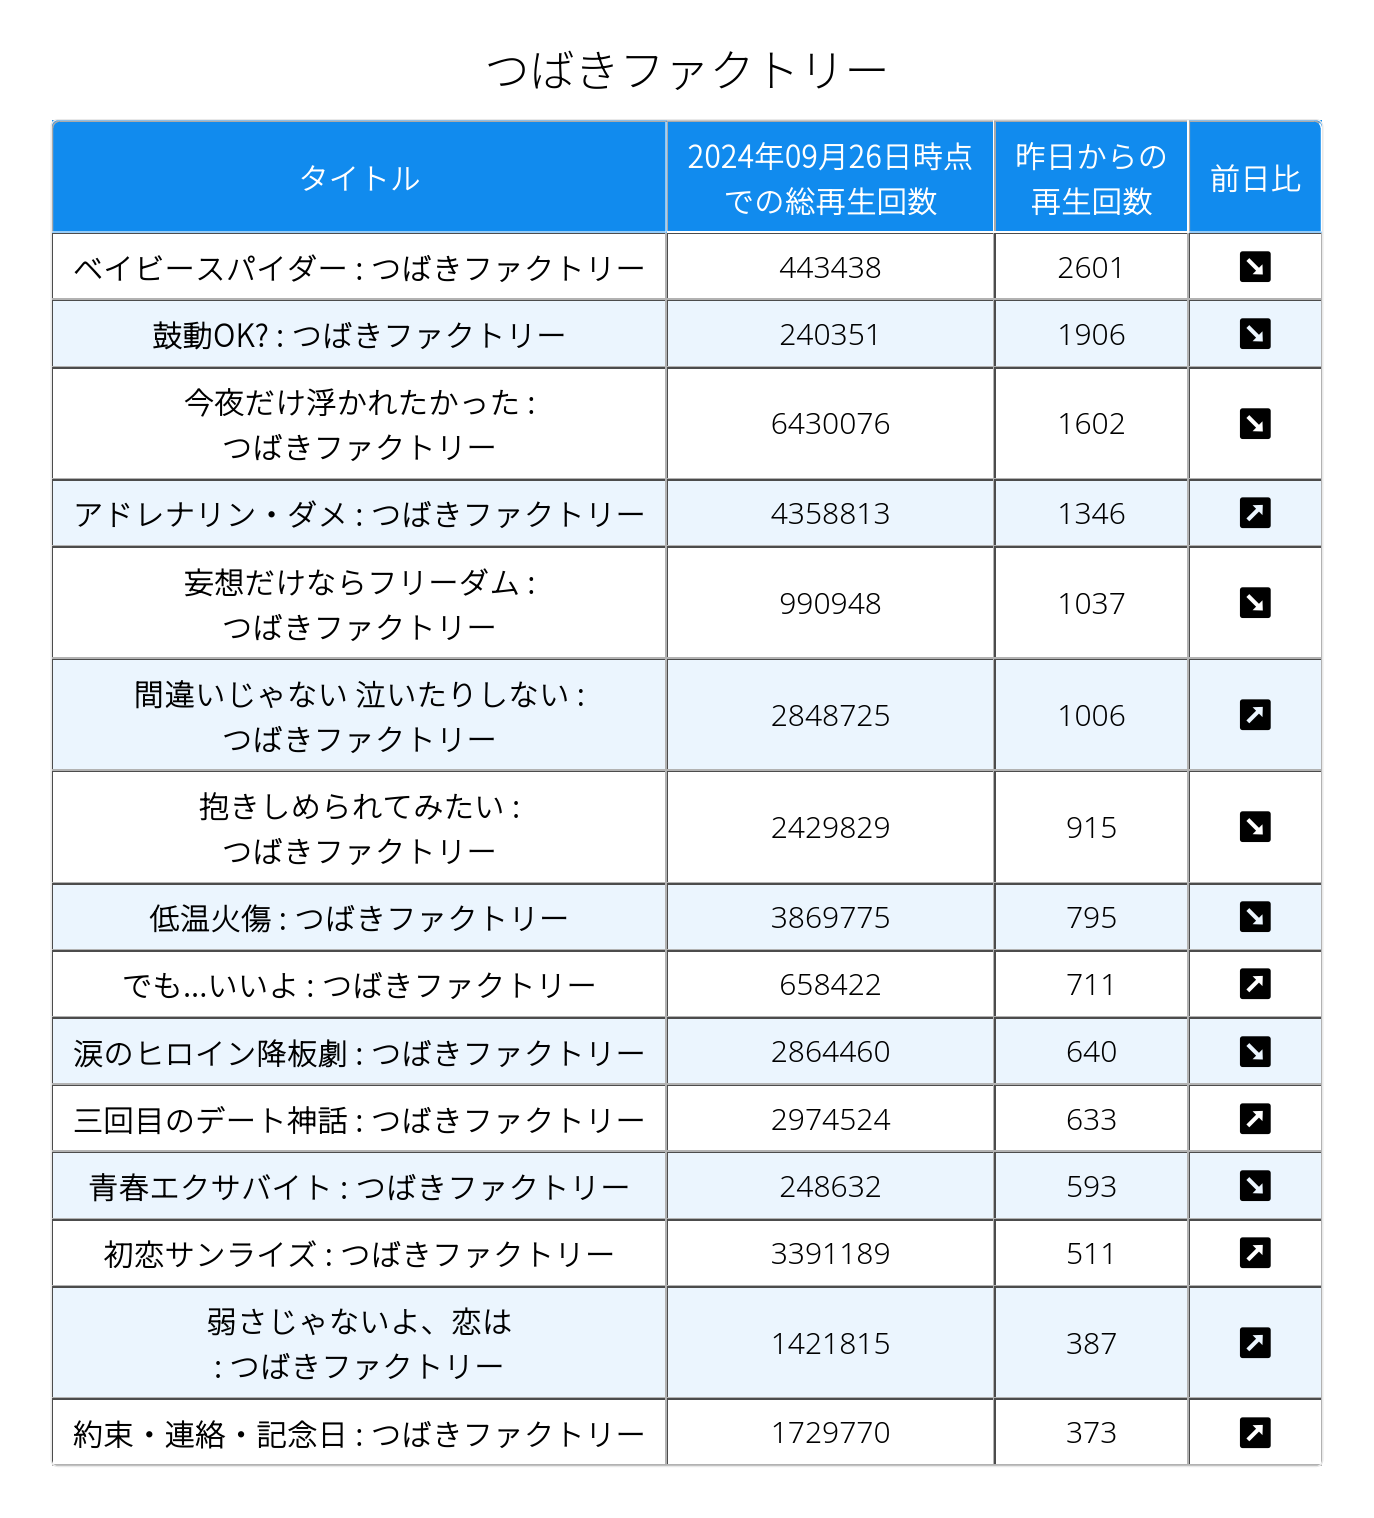 つばきファクトリー
タイトル
2024年09月26日時点
での総再生回数
昨日からの
再生回数
前日比
ベイビースパイダー : つばきファクトリー 443438 2601 ↘
鼓動OK? : つばきファクトリー 240351 1906 ↘
今夜だけ浮かれたかった :
つばきファクトリー 6430076 1602 ↘
アドレナリン・ダメ : つばきファクトリー 4358813 1346 ↗
妄想だけならフリーダム :
つばきファクトリー 990948 1037 ↘
間違いじゃない 泣いたりしない :
つばきファクトリー 2848725 1006 ↗
抱きしめられてみたい :
つばきファクトリー 2429829 915 ↘
低温火傷 : つばきファクトリー 3869775 795 ↘
でも...いいよ : つばきファクトリー 658422 711 ↗
涙のヒロイン降板劇 : つばきファクトリー 2864460 640 ↘
三回目のデート神話 : つばきファクトリー 2974524 633 ↗
青春エクサバイト : つばきファクトリー 248632 593 ↘
初恋サンライズ : つばきファクトリー 3391189 511 ↗
弱さじゃないよ、恋は
: つばきファクトリー 1421815 387 ↗
約束・連絡・記念日 : つばきファクトリー 1729770 373 ↗